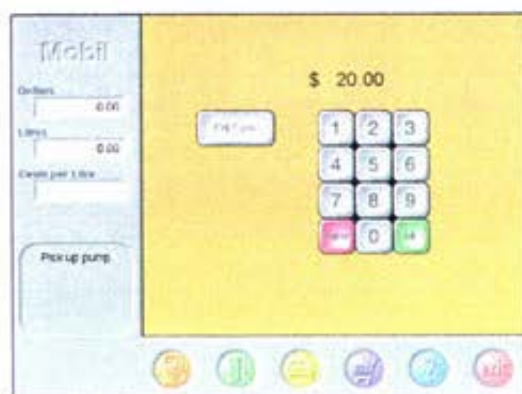 Mobil
Dollars
0.00
Litres
0.00
Cents per Litre
Pick up pump
$ 20.00
1 2 3
4 5 6
7 8 9
0